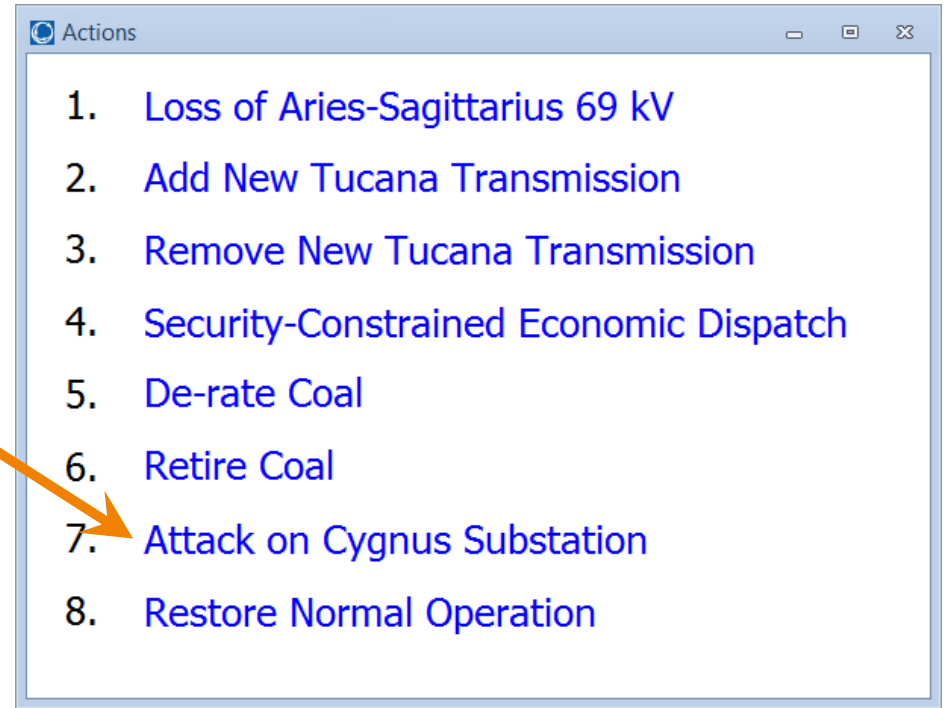 Actions
1. Loss of Aries-Sagittarius 69 kV
2. Add New Tucana Transmission
3. Remove New Tucana Transmission
4. Security-Constrained Economic Dispatch
5. De-rate Coal
6. Retire Coal
7. Attack on Cygnus Substation
8. Restore Normal Operation